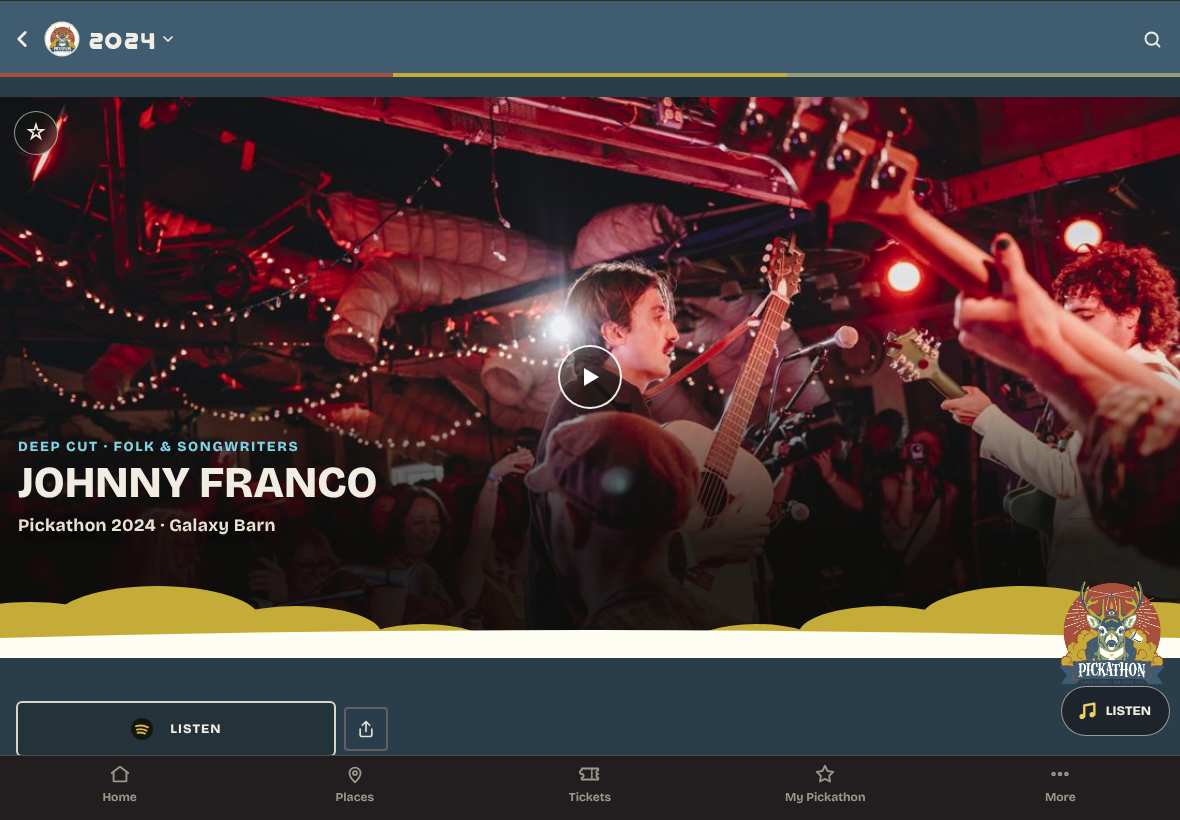 2024
DEEP CUT · FOLK & SONGWRITERS
JOHNNY FRANCO
Pickathon 2024 · Galaxy Barn
PICKATHON
LISTEN
LISTEN
Home
Places
Tickets
My Pickathon
More